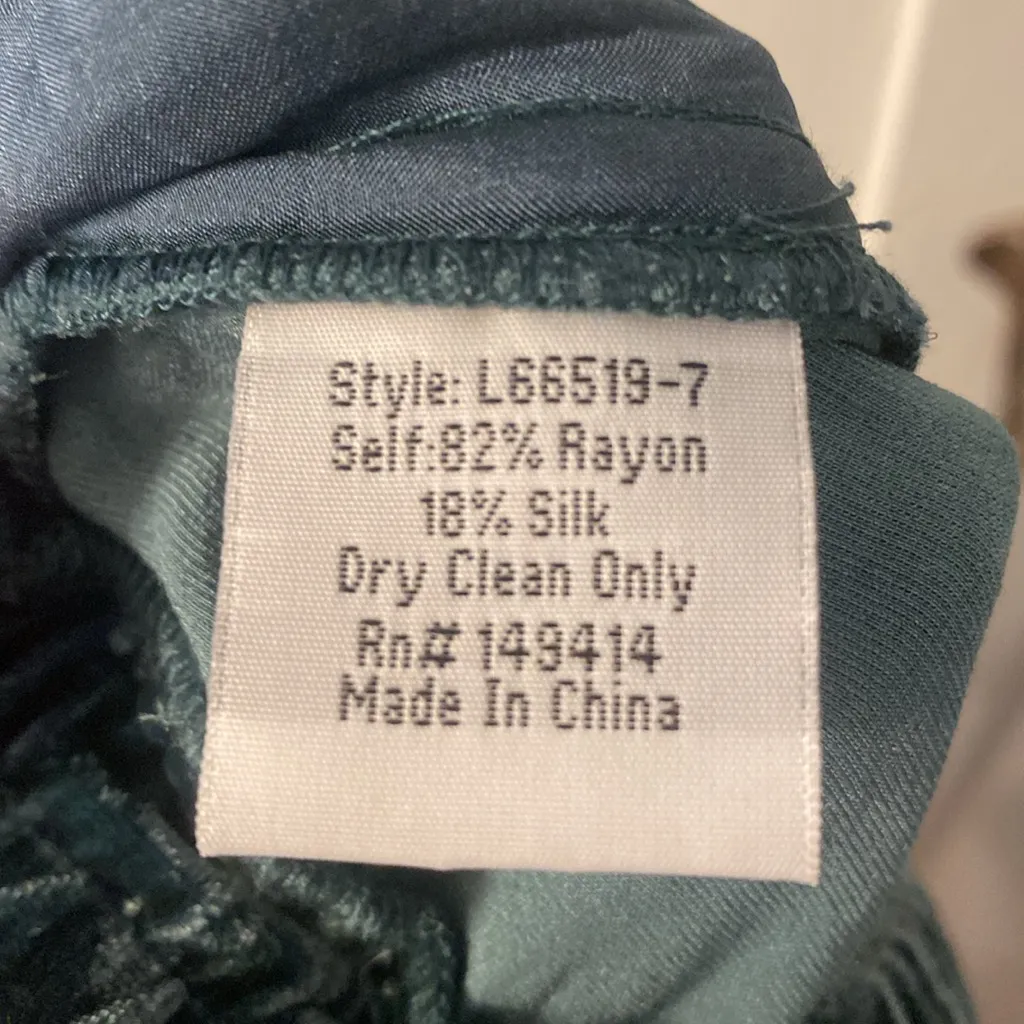 Style: L66519-7
Self:82% Rayon
18% Silk
Dry Clean Only
Rn# 149414
Made In China